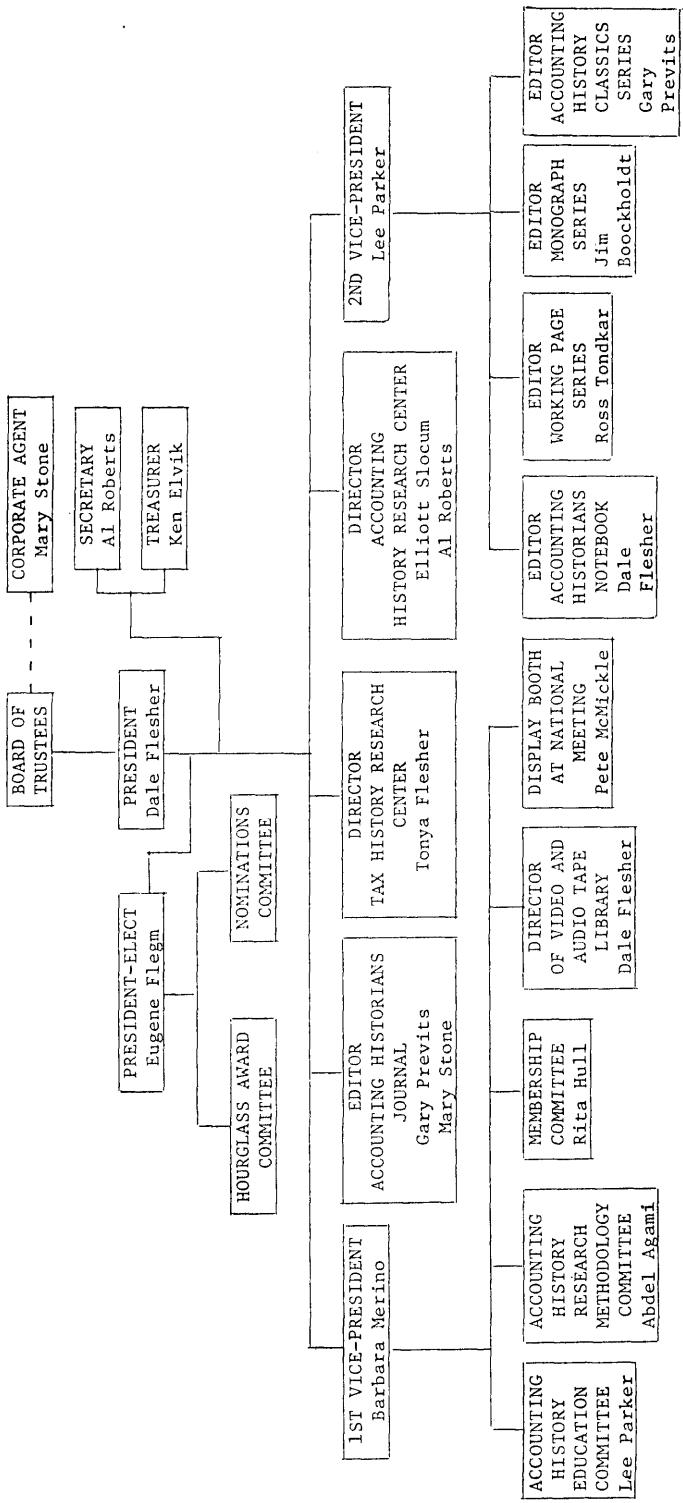 BOARD OF
TRUSTEES
CORPORATE AGENT
Mary Stone
PRESIDENT
Dale Flesher
SECRETARY
Al Roberts
TREASURER
Ken Elvik
PRESIDENT-ELECT
Eugene Flegm
HOURGLASS AWARD
COMMITTEE
NOMINATIONS
COMMITTEE
1ST VICE-PRESIDENT
Barbara Merino
EDITOR
ACCOUNTING HISTORIANS
JOURNAL
Gary Previts
Mary Stone
DIRECTOR
TAX HISTORY RESEARCH
CENTER
Tonya Flesher
DIRECTOR
ACCOUNTING
HISTORY RESEARCH CENTER
Elliott Slocum
Al Roberts
2ND VICE-PRESIDENT
Lee Parker
ACCOUNTING
HISTORY
EDUCATION
COMMITTEE
Lee Parker
ACCOUNTING
HISTORY
RESEARCH
METHODOLOGY
COMMITTEE
Abdel Agami
MEMBERSHIP
COMMITTEE
Rita Hull
DIRECTOR
OF VIDEO AND
AUDIO TAPE
LIBRARY
Dale Flesher
DISPLAY BOOTH
AT NATIONAL
MEETING
Pete McMickle
EDITOR
ACCOUNTING
HISTORIANS
NOTEBOOK
Dale
Flesher
EDITOR
WORKING PAGE
SERIES
Ross Tondkar
EDITOR
MONOGRAPH
SERIES
Jim
Boockholdt
EDITOR
ACCOUNTING
HISTORY
CLASSICS
SERIES
Gary
Previts